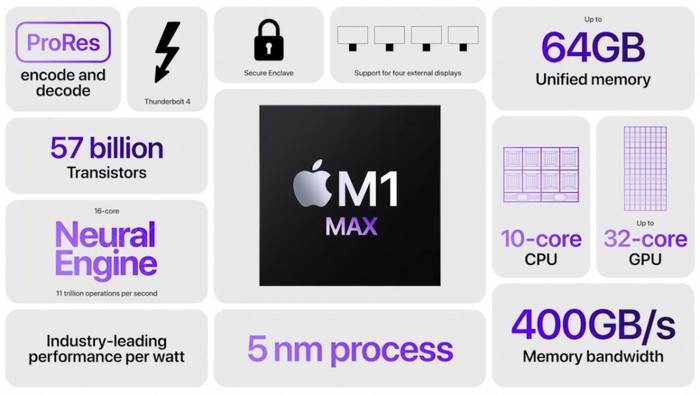 ProRes
encode and
decode
Thunderbolt 4
Secure Enclave
Support for four external displays
Up to
64GB
Unified memory
57 billion
Transistors
M1
MAX
10-core
CPU
Up to
32-core
GPU
16-core
Neural
Engine
11 trillion operations per second
Industry-leading
performance per watt
5 nm process
400GB/s
Memory bandwidth